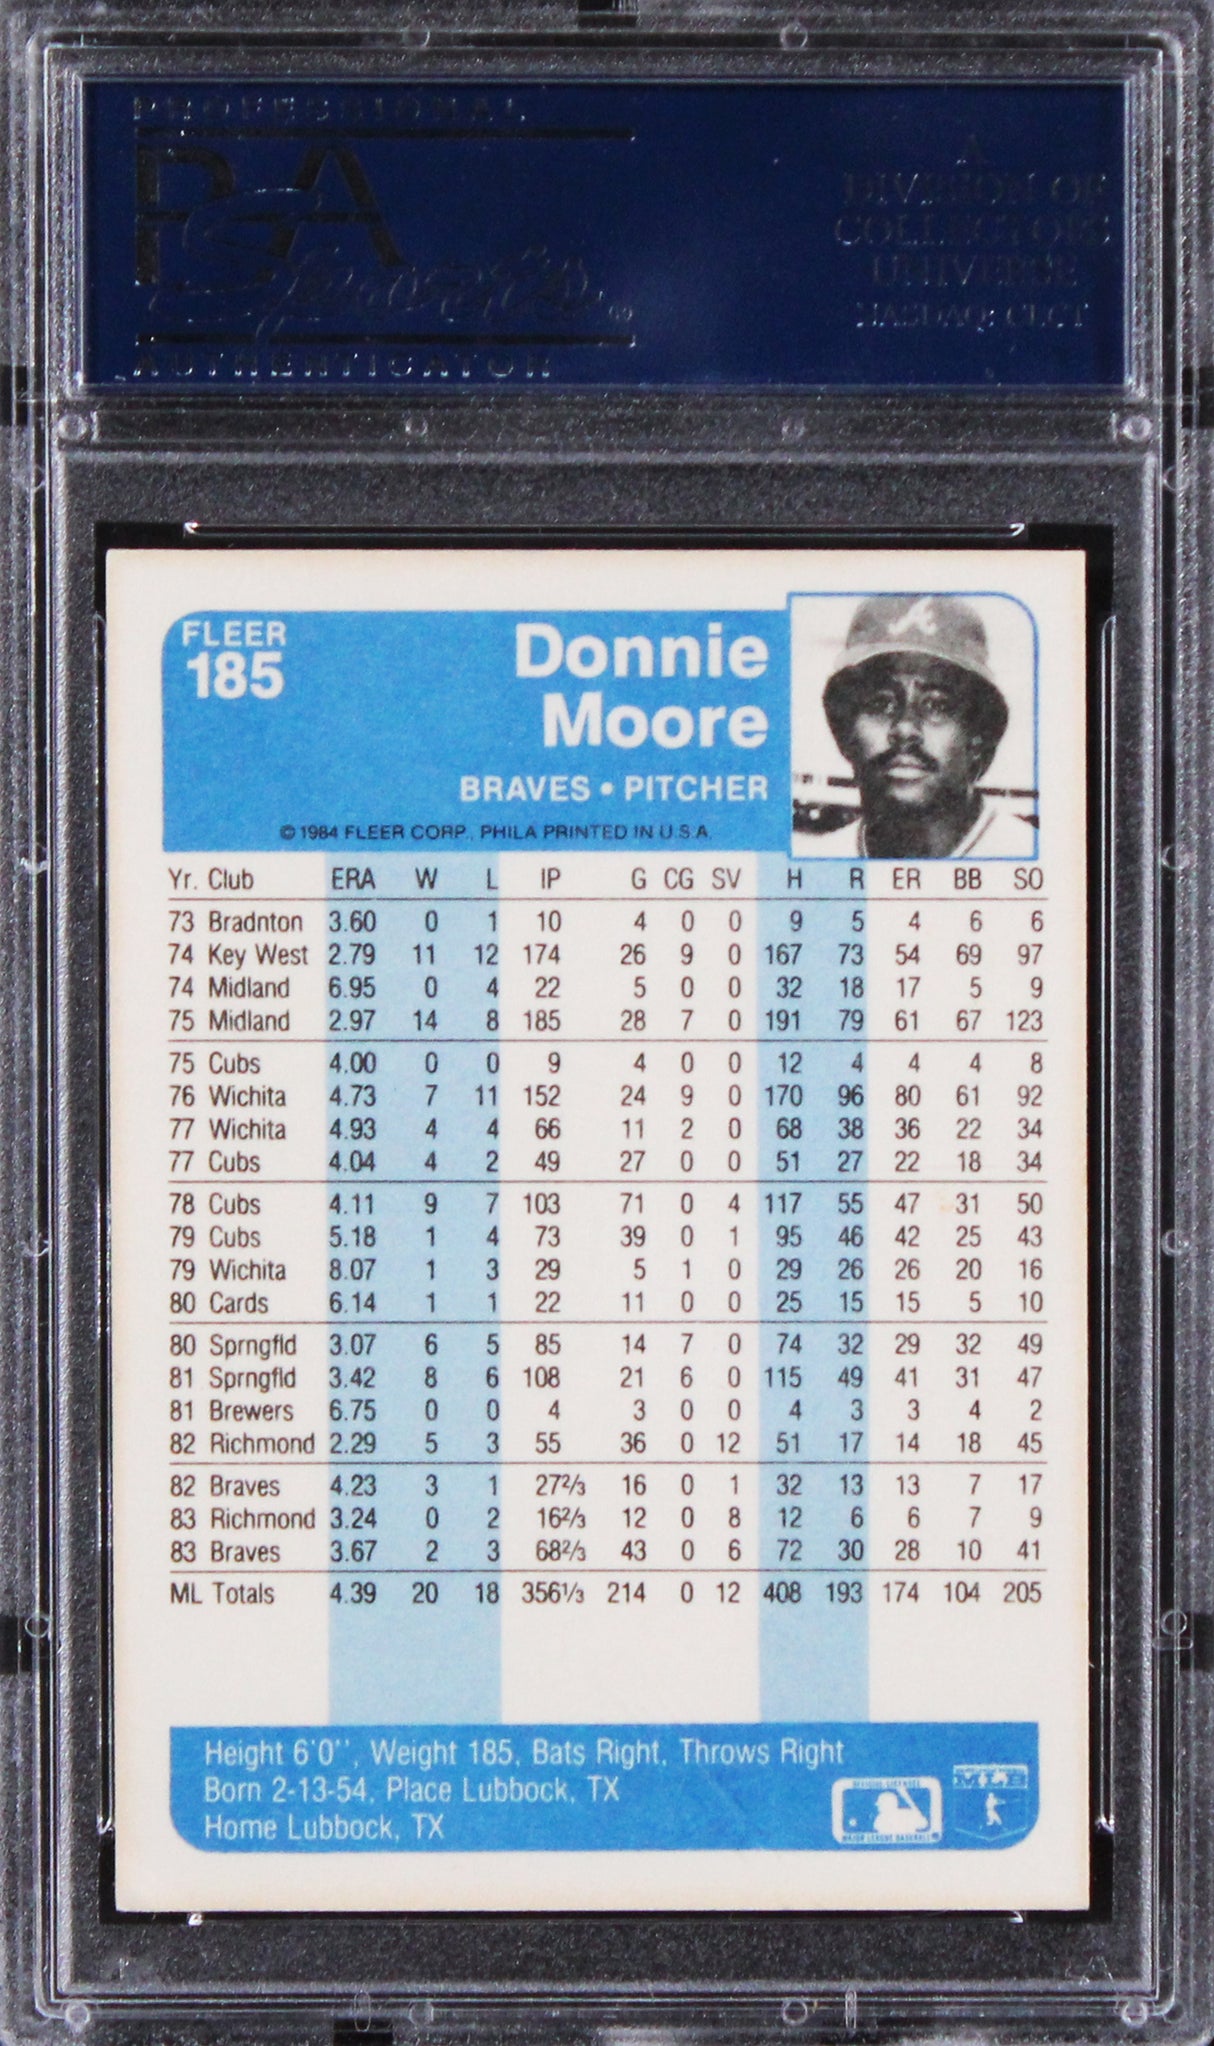 PROFESSIONAL
PSA
AUTHENTICATOR
A
DIVISION OF
COLLECTORS
UNIVERSE
NASDAQ: CLCT
FLEER
185
Donnie
Moore
BRAVES • PITCHER
© 1984 FLEER CORP., PHILA PRINTED IN U.S.A.
Yr. Club ERA W L IP G CG SV H R ER BB SO
73 Bradnton 3.60 0 1 10 4 0 0 9 5 4 6 6
74 Key West 2.79 11 12 174 26 9 0 167 73 54 69 97
74 Midland 6.95 0 4 22 5 0 0 32 18 17 5 9
75 Midland 2.97 14 8 185 28 7 0 191 79 61 67 123
75 Cubs 4.00 0 0 9 4 0 0 12 4 4 4 8
76 Wichita 4.73 7 11 152 24 9 0 170 96 80 61 92
77 Wichita 4.93 4 4 66 11 2 0 68 38 36 22 34
77 Cubs 4.04 4 2 49 27 0 0 51 27 22 18 34
78 Cubs 4.11 9 7 103 71 0 4 117 55 47 31 50
79 Cubs 5.18 1 4 73 39 0 1 95 46 42 25 43
79 Wichita 8.07 1 3 29 5 1 0 29 26 26 20 16
80 Cards 6.14 1 1 22 11 0 0 25 15 15 5 10
80 Sprngfld 3.07 6 5 85 14 7 0 74 32 29 32 49
81 Sprngfld 3.42 8 6 108 21 6 0 115 49 41 31 47
81 Brewers 6.75 0 0 4 3 0 0 4 3 3 4 2
82 Richmond 2.29 5 3 55 36 0 12 51 17 14 18 45
82 Braves 4.23 3 1 27⅔ 16 0 1 32 13 13 7 17
83 Richmond 3.24 0 2 16⅔ 12 0 8 12 6 6 7 9
83 Braves 3.67 2 3 68⅔ 43 0 6 72 30 28 10 41
ML Totals 4.39 20 18 356⅓ 214 0 12 408 193 174 104 205
Height 6'0'', Weight 185, Bats Right, Throws Right
Born 2-13-54, Place Lubbock, TX
Home Lubbock, TX
MAJOR LEAGUE BASEBALL